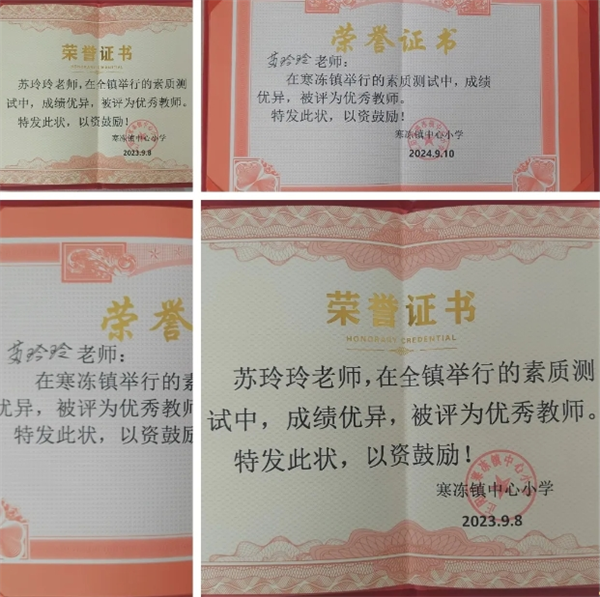 荣誉证书
HONORARY CREDENTIAL
苏玲玲老师，在全镇举行的素质测
试中，成绩优异，被评为优秀教师。
特发此状，以资鼓励！
寒冻镇中心小学
2023.9.8
荣誉证书
苏玲玲老师：
在寒冻镇举行的素质测试中，成绩
优异，被评为优秀教师。
特发此状，以资鼓励！
寒冻镇中心小学
2024.9.10
荣誉
苏玲玲老师：
在寒冻镇举行的素
优异，被评为优秀教师
特发此状，以资鼓励
荣誉证书
HONORARY CREDENTIAL
苏玲玲老师，在全镇举行的素质测
试中，成绩优异，被评为优秀教师。
特发此状，以资鼓励！
寒冻镇中心小学
2023.9.8